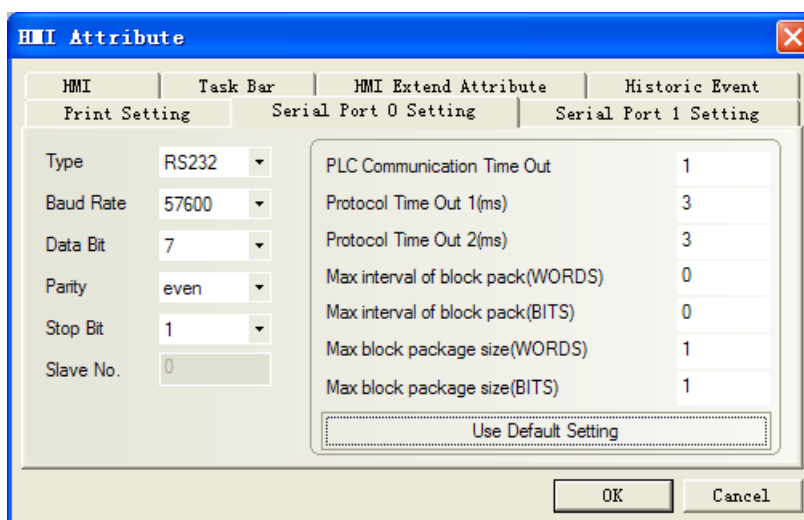 HMI Attribute
HMI Task Bar HMI Extend Attribute Historic Event
Print Setting Serial Port 0 Setting Serial Port 1 Setting
Type RS232 PLC Communication Time Out 1
Baud Rate 57600 Protocol Time Out 1(ms) 3
Data Bit 7 Protocol Time Out 2(ms) 3
Parity even Max interval of block pack(WORDS) 0
Stop Bit 1 Max interval of block pack(BITS) 0
Slave No. 0 Max block package size(WORDS) 1
Max block package size(BITS) 1
Use Default Setting
OK Cancel